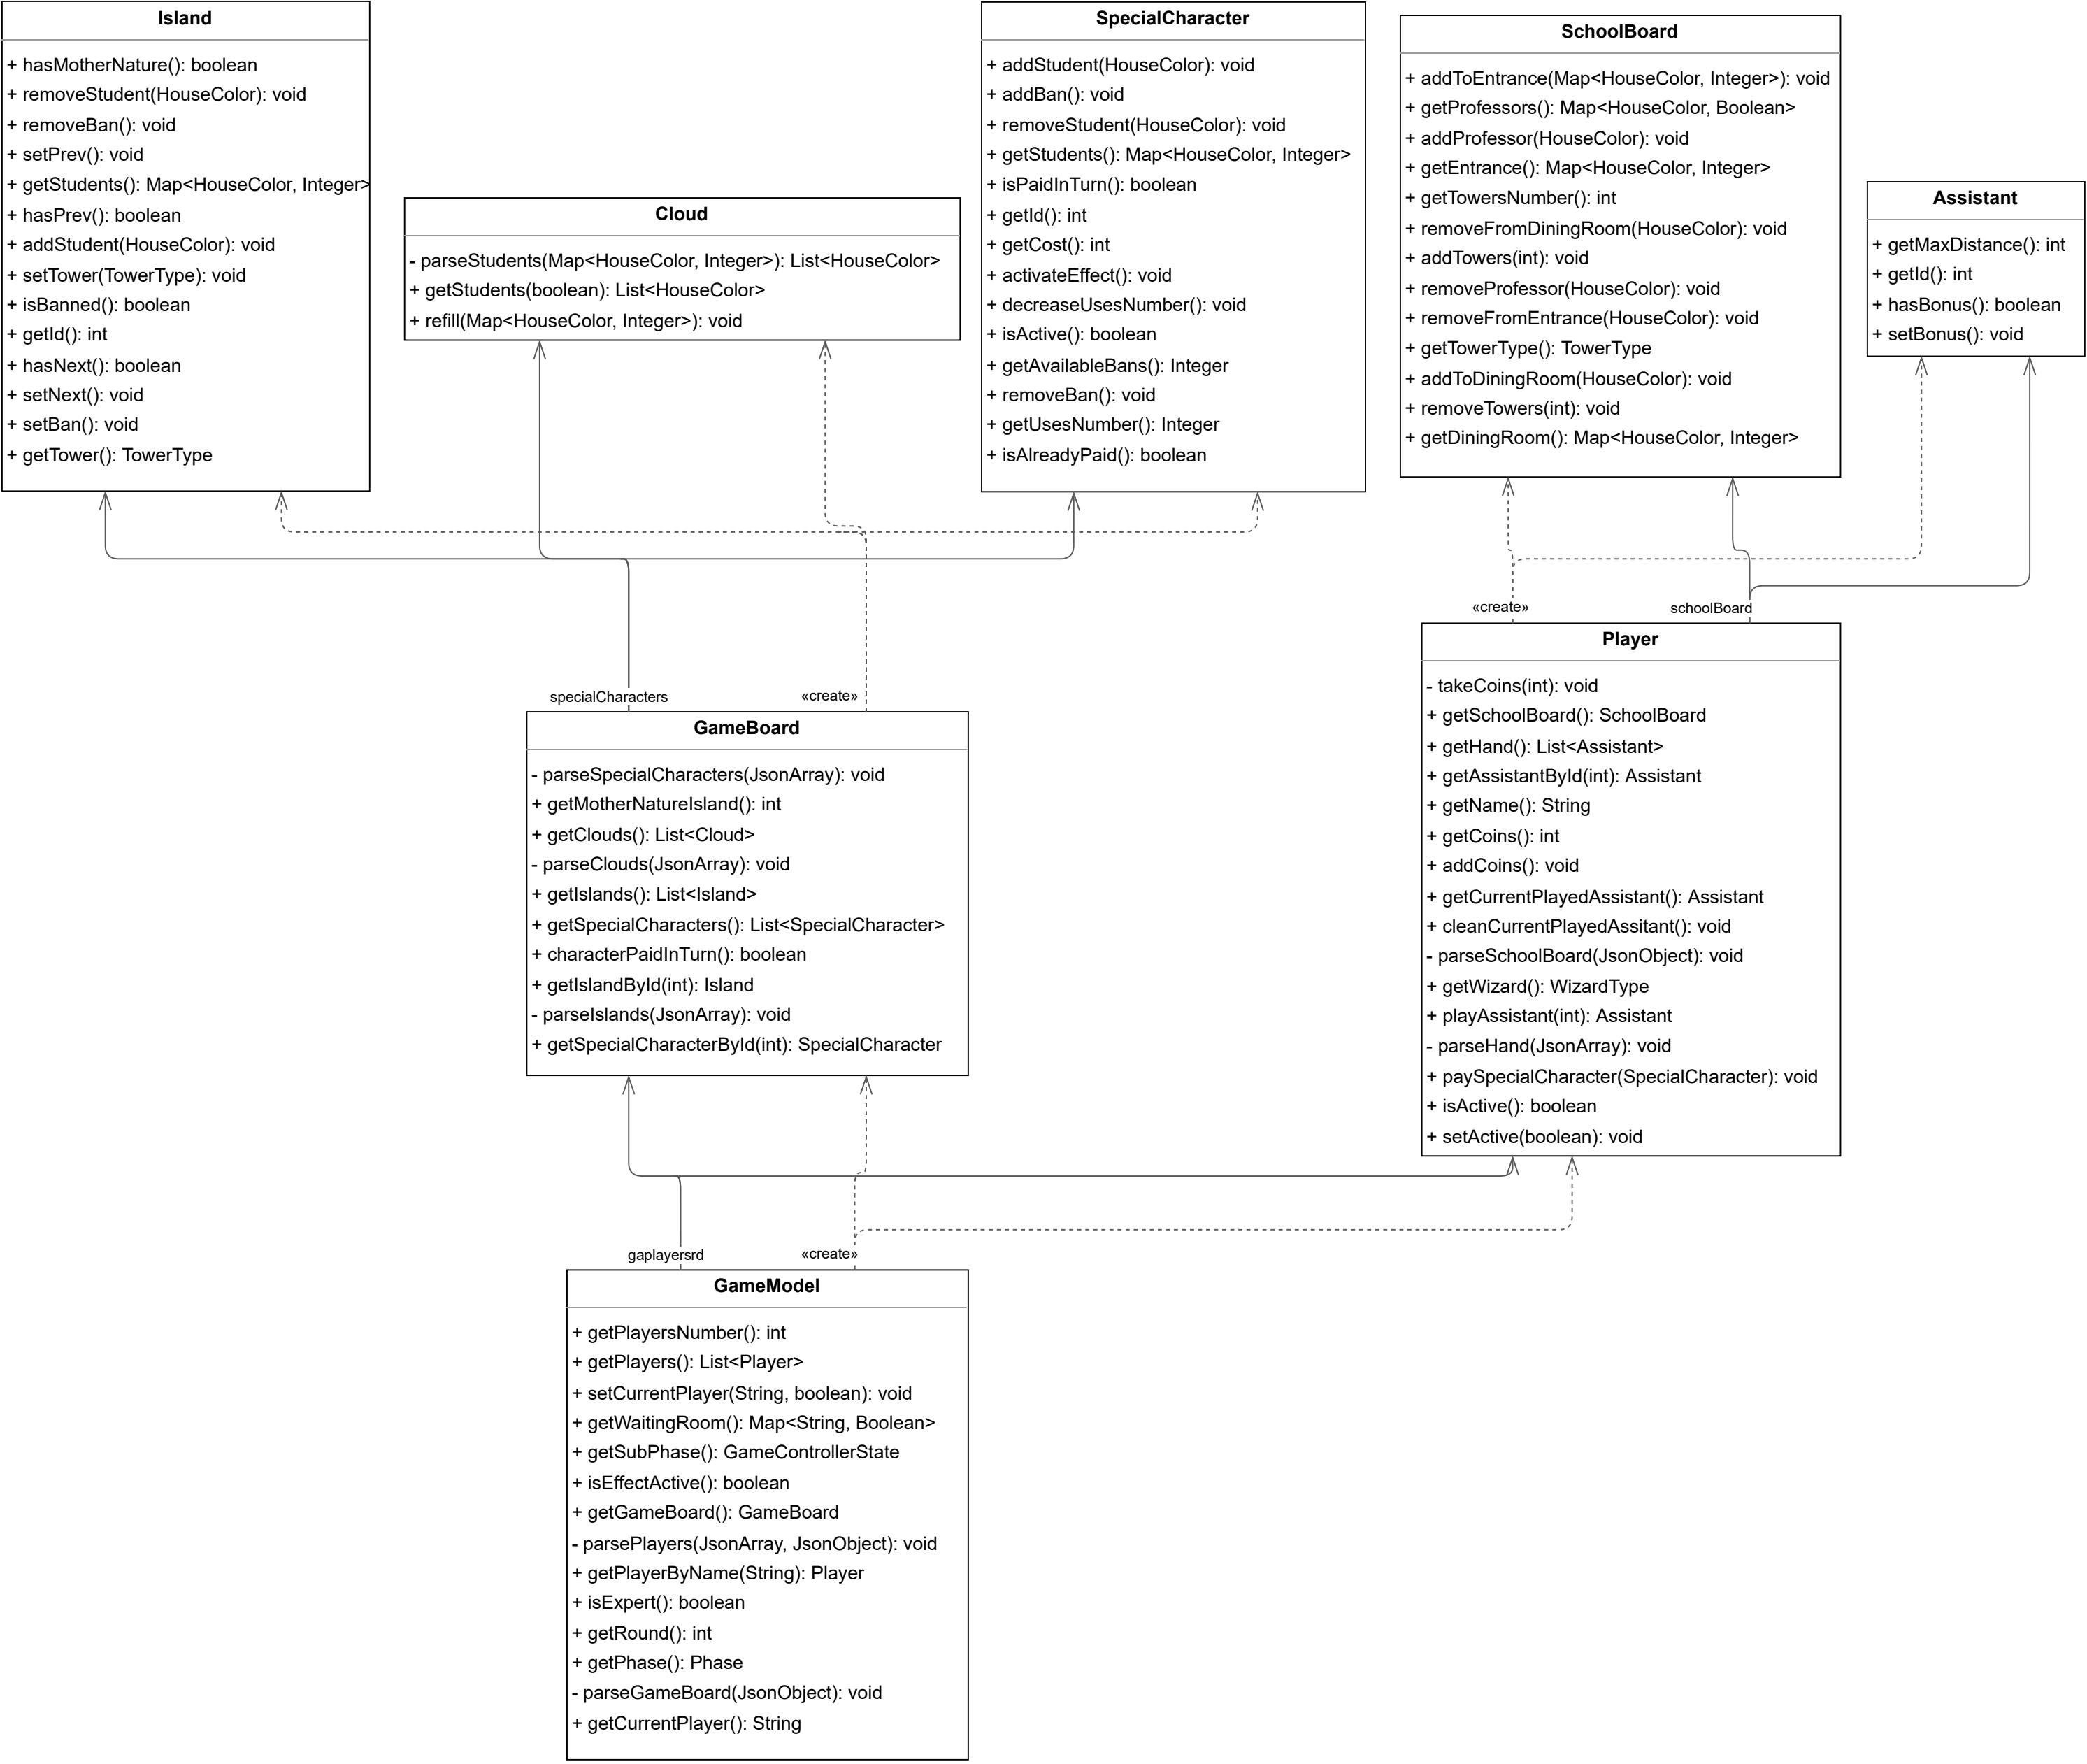 Island
+ hasMotherNature(): boolean
+ removeStudent(HouseColor): void
+ removeBan(): void
+ setPrev(): void
+ getStudents(): Map<HouseColor, Integer>
+ hasPrev(): boolean
+ addStudent(HouseColor): void
+ setTower(TowerType): void
+ isBanned(): boolean
+ getId(): int
+ hasNext(): boolean
+ setNext(): void
+ setBan(): void
+ getTower(): TowerType
Cloud
- parseStudents(Map<HouseColor, Integer>): List<HouseColor>
+ getStudents(boolean): List<HouseColor>
+ refill(Map<HouseColor, Integer>): void
SpecialCharacter
+ addStudent(HouseColor): void
+ addBan(): void
+ removeStudent(HouseColor): void
+ getStudents(): Map<HouseColor, Integer>
+ isPaidInTurn(): boolean
+ getId(): int
+ getCost(): int
+ activateEffect(): void
+ decreaseUsesNumber(): void
+ isActive(): boolean
+ getAvailableBans(): Integer
+ removeBan(): void
+ getUsesNumber(): Integer
+ isAlreadyPaid(): boolean
SchoolBoard
+ addToEntrance(Map<HouseColor, Integer>): void
+ getProfessors(): Map<HouseColor, Boolean>
+ addProfessor(HouseColor): void
+ getEntrance(): Map<HouseColor, Integer>
+ getTowersNumber(): int
+ removeFromDiningRoom(HouseColor): void
+ addTowers(int): void
+ removeProfessor(HouseColor): void
+ removeFromEntrance(HouseColor): void
+ getTowerType(): TowerType
+ addToDiningRoom(HouseColor): void
+ removeTowers(int): void
+ getDiningRoom(): Map<HouseColor, Integer>
Assistant
+ getMaxDistance(): int
+ getId(): int
+ hasBonus(): boolean
+ setBonus(): void
«create»
schoolBoard
Player
- takeCoins(int): void
+ getSchoolBoard(): SchoolBoard
+ getHand(): List<Assistant>
+ getAssistantById(int): Assistant
+ getName(): String
+ getCoins(): int
+ addCoins(): void
+ getCurrentPlayedAssistant(): Assistant
+ cleanCurrentPlayedAssitant(): void
- parseSchoolBoard(JsonObject): void
+ getWizard(): WizardType
+ playAssistant(int): Assistant
- parseHand(JsonArray): void
+ paySpecialCharacter(SpecialCharacter): void
+ isActive(): boolean
+ setActive(boolean): void
specialCharacters
«create»
GameBoard
- parseSpecialCharacters(JsonArray): void
+ getMotherNatureIsland(): int
+ getClouds(): List<Cloud>
- parseClouds(JsonArray): void
+ getIslands(): List<Island>
+ getSpecialCharacters(): List<SpecialCharacter>
+ characterPaidInTurn(): boolean
+ getIslandById(int): Island
- parseIslands(JsonArray): void
+ getSpecialCharacterById(int): SpecialCharacter
gaplayersrd
«create»
GameModel
+ getPlayersNumber(): int
+ getPlayers(): List<Player>
+ setCurrentPlayer(String, boolean): void
+ getWaitingRoom(): Map<String, Boolean>
+ getSubPhase(): GameControllerState
+ isEffectActive(): boolean
+ getGameBoard(): GameBoard
- parsePlayers(JsonArray, JsonObject): void
+ getPlayerByName(String): Player
+ isExpert(): boolean
+ getRound(): int
+ getPhase(): Phase
- parseGameBoard(JsonObject): void
+ getCurrentPlayer(): String